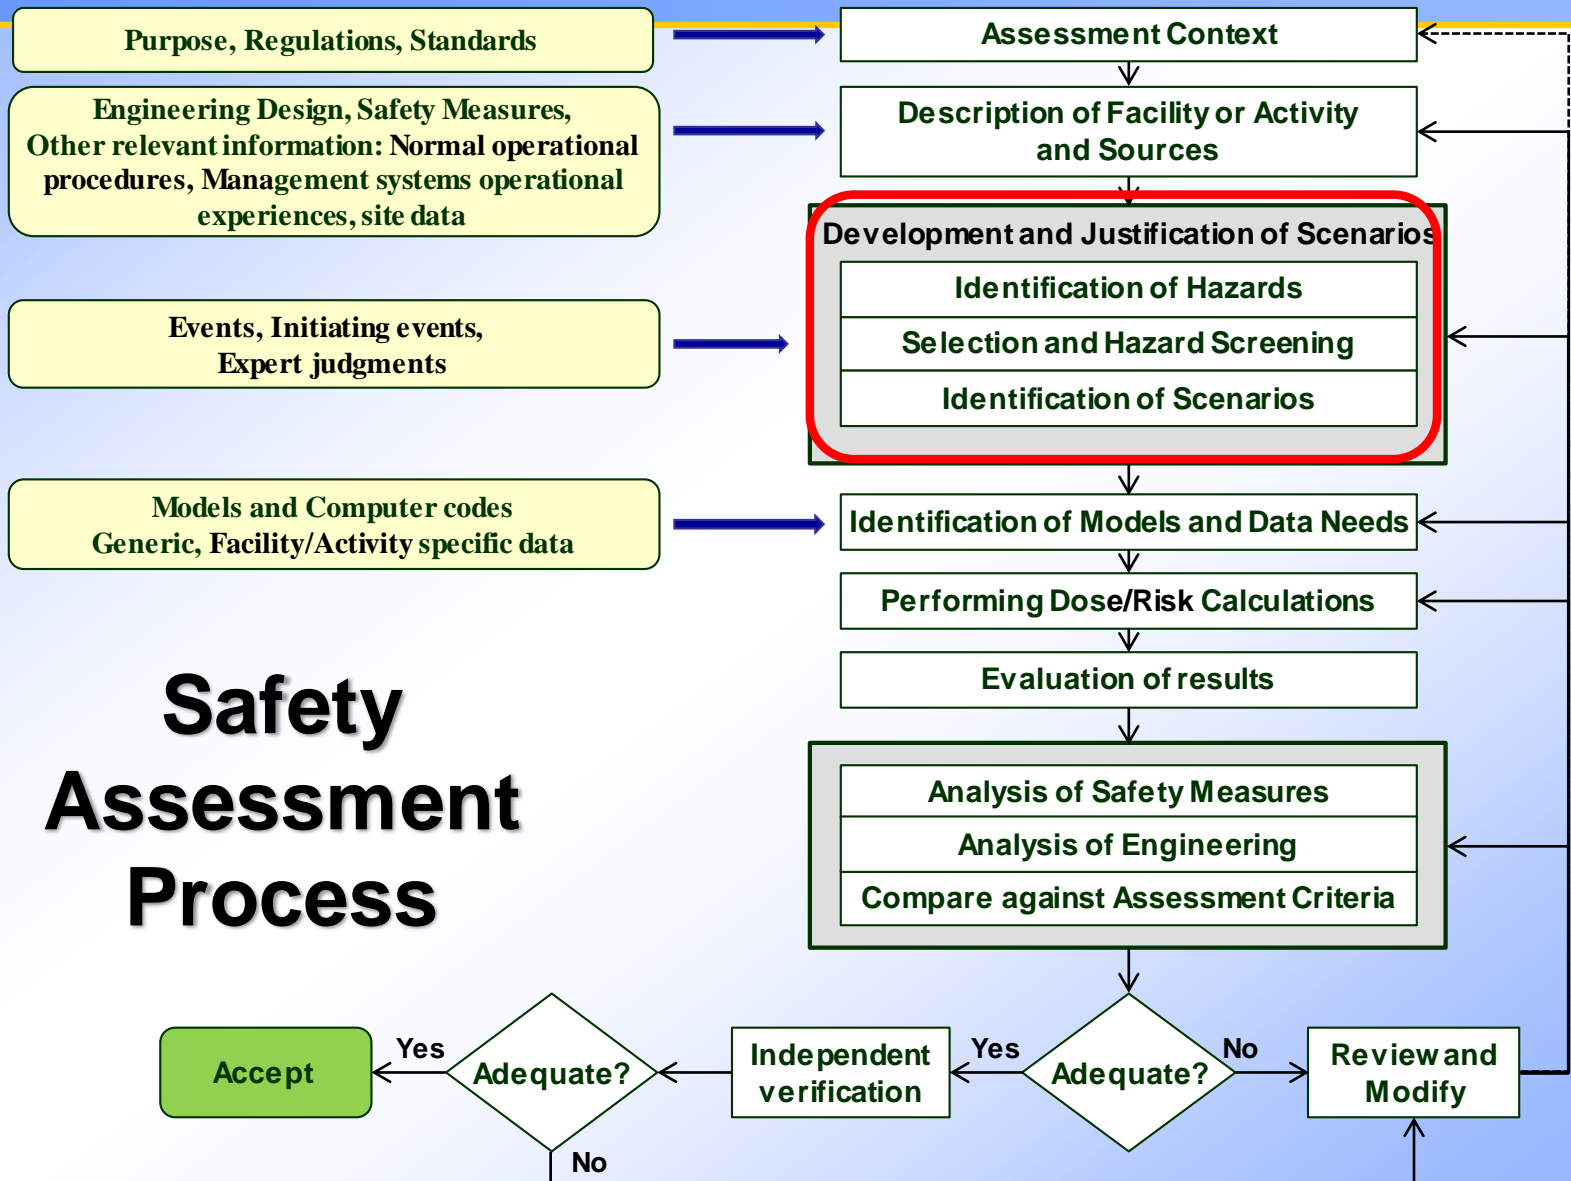 Purpose, Regulations, Standards
Assessment Context
Engineering Design, Safety Measures,
Other relevant information: Normal operational
procedures, Management systems operational
experiences, site data
Description of Facility or Activity
and Sources
Development and Justification of Scenarios
Identification of Hazards
Selection and Hazard Screening
Identification of Scenarios
Events, Initiating events,
Expert judgments
Models and Computer codes
Generic, Facility/Activity specific data
Identification of Models and Data Needs
Performing Dose/Risk Calculations
Evaluation of results
Safety
Assessment
Process
Analysis of Safety Measures
Analysis of Engineering
Compare against Assessment Criteria
Accept
Yes
Adequate?
Independent
verification
Yes
Adequate?
No
Review and
Modify
No